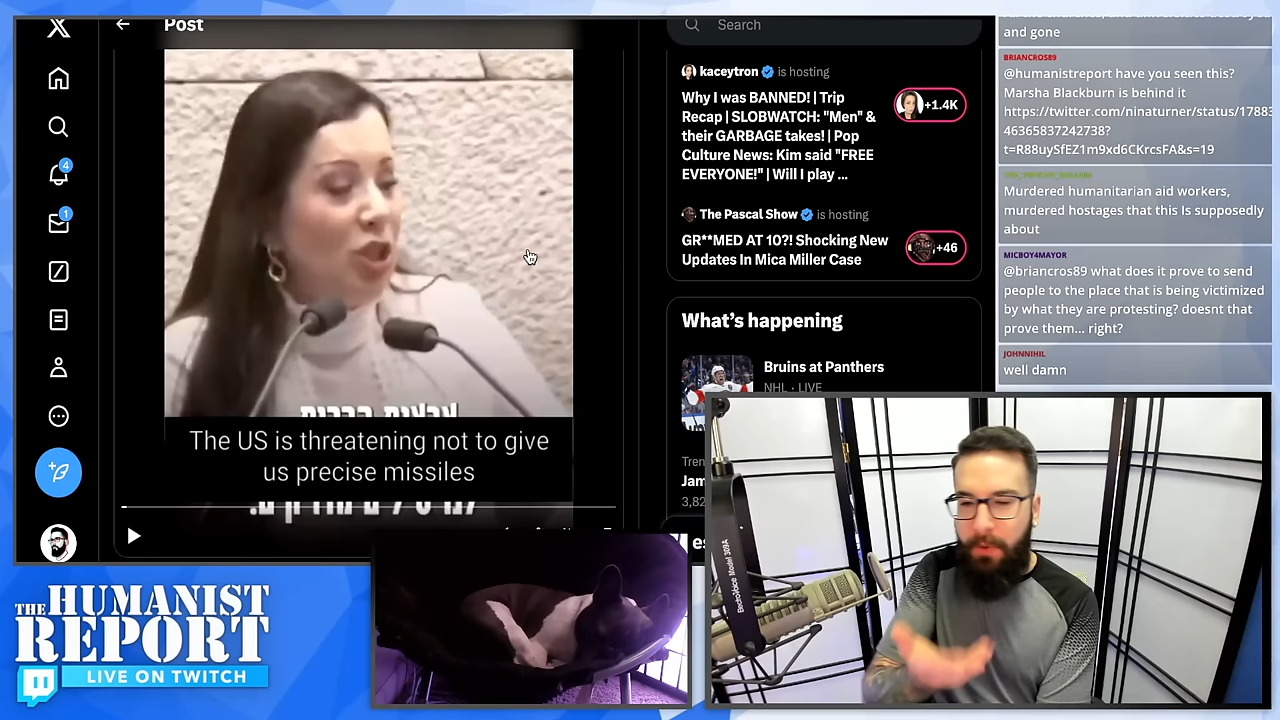 Post
The US is threatening not to give
us precise missiles
Search
kaceytron is hosting
Why I was BANNED! | Trip
Recap | SLOBWATCH: "Men" &
their GARBAGE takes! | Pop
Culture News: Kim said "FREE
EVERYONE!" | Will I play ...
+1.4K
The Pascal Show is hosting
GR**MED AT 10?! Shocking New
Updates In Mica Miller Case
+46
What's happening
Bruins at Panthers
NHL · LIVE
4
1
and gone
BRIANCROS89
@humanistreport have you seen this?
Marsha Blackburn is behind it
https://twitter.com/ninaturner/status/17883
46365837242738?
t=R88uySfEZ1m9xd6CKrcsFA&s=19
Murdered humanitarian aid workers,
murdered hostages that this Is supposedly
about
MICBOY4MAYOR
@briancros89 what does it prove to send
people to the place that is being victimized
by what they are protesting? doesnt that
prove them... right?
JOHNNIHIL
well damn
THE HUMANIST
REPORT
LIVE ON TWITCH
ElectroVoice Model 309A